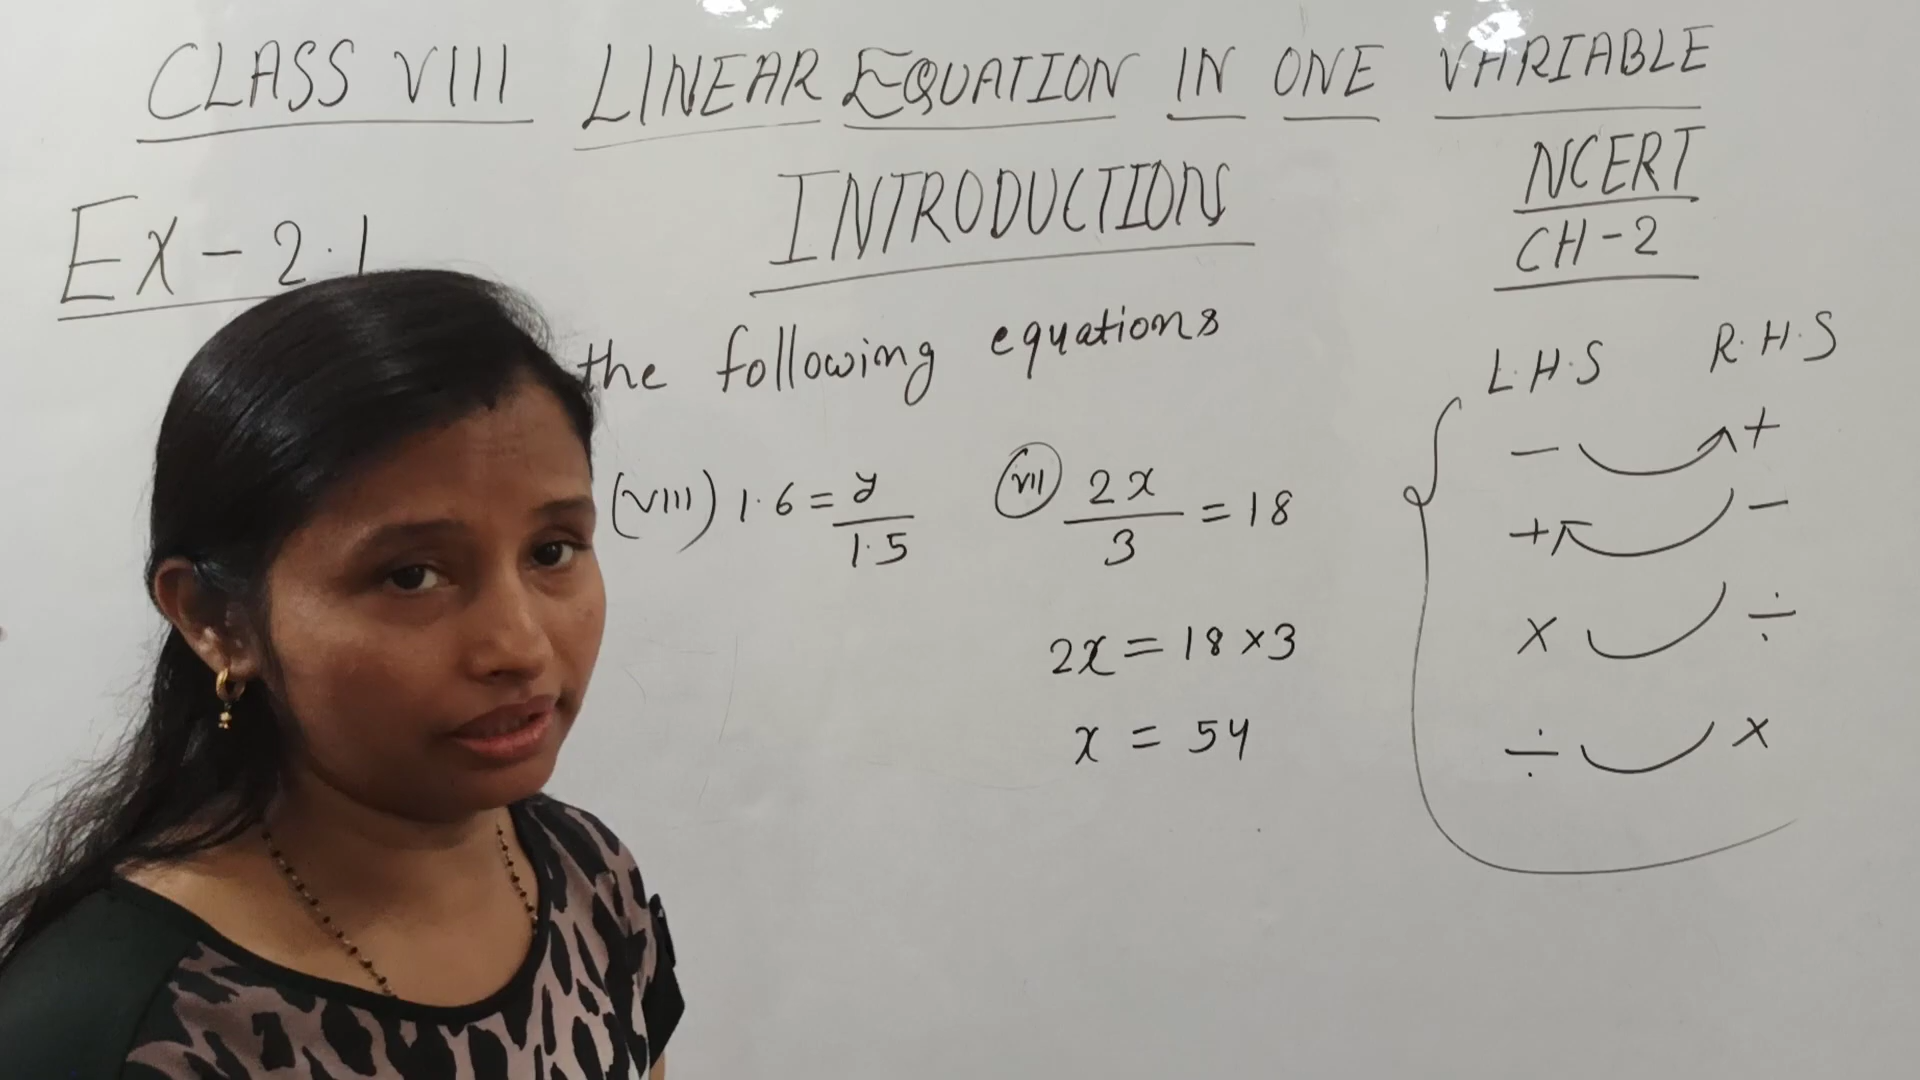 CLASS VIII LINEAR EQUATION IN ONE VARIABLE
INTRODUCTION
NCERT
CH-2
Ex-2.1
the following equations
(VIII) 1.6 = y/1.5
(VII) 2x/3 = 18
2x = 18 × 3
x = 54
L.H.S R.H.S
- +
+ -
× ÷
÷ ×